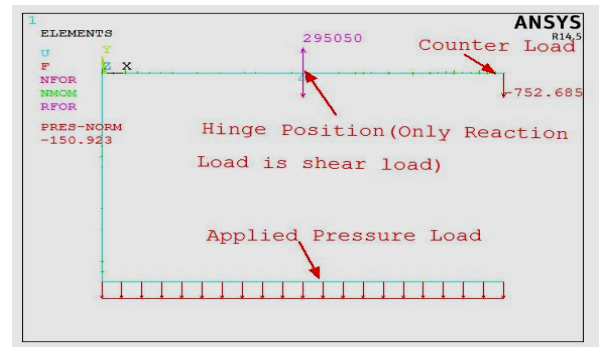 1
ANSYS
R14.5
ELEMENTS
U
F
NFOR
NMOM
RFOR
PRES-NORM
-150.923
Y
Z X
295050
Counter Load
-752.685
Hinge Position(Only Reaction
Load is shear load)
Applied Pressure Load